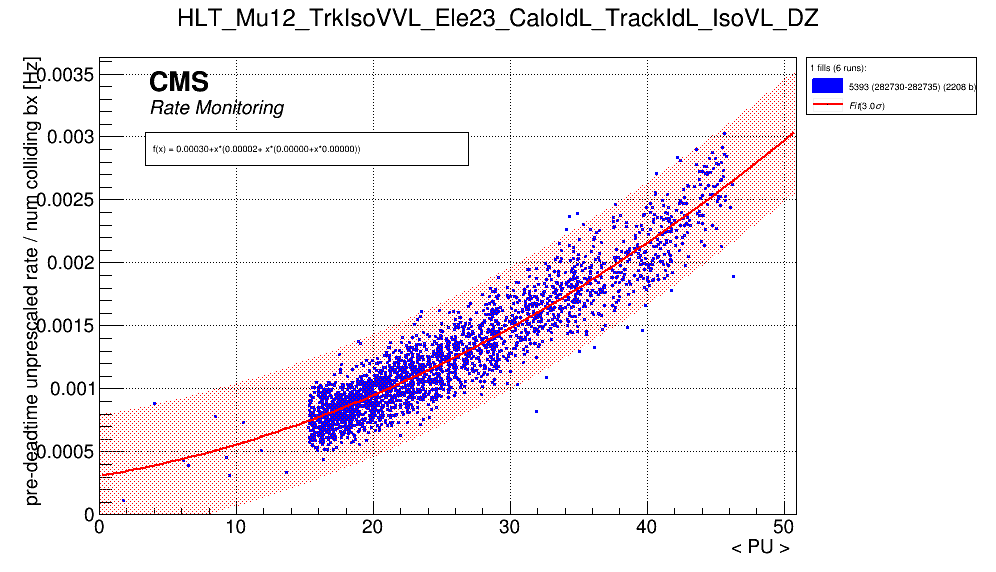 HLT_Mu12_TrkIsoVVL_Ele23_CaloIdL_TrackIdL_IsoVL_DZ
pre-deadtime unprescaled rate / num colliding bx [Hz]
0.0035
0.003
0.0025
0.002
0.0015
0.001
0.0005
0
CMS
Rate Monitoring
f(x) = 0.00030+x*(0.00002+ x*(0.00000+x*0.00000))
1 fills (6 runs):
5393 (282730-282735) (2208 b)
Fit(3.0σ)
0 10 20 30 40 50
< PU >